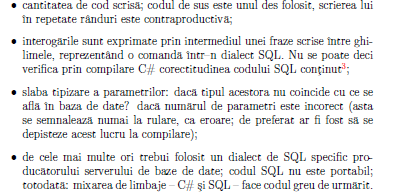 • cantitatea de cod scrisă; codul de sus este unul des folosit, scrierea lui
în repetate rânduri este contraproductivă;
• interogările sunt exprimate prin intermediul unei fraze scrise între ghi-
limele, reprezentând o comandă într–n dialect SQL. Nu se poate deci
verifica prin compilare C# corectitudinea codului SQL conținut3;
• slaba tipizare a parametrilor: dacă tipul acestora nu coincide cu ce se
află în baza de date? dacă numărul de parametri este incorect (asta
se semnalează numai la rulare, ca eroare; de preferat ar fi fost să se
depisteze acest lucru la compilare);
• de cele mai multe ori trebui folosit un dialect de SQL specific pro-
ducătorului serverului de baze de date; codul SQL nu este portabil;
totodată: mixarea de limbaje – C# și SQL – face codul greu de urmărit.